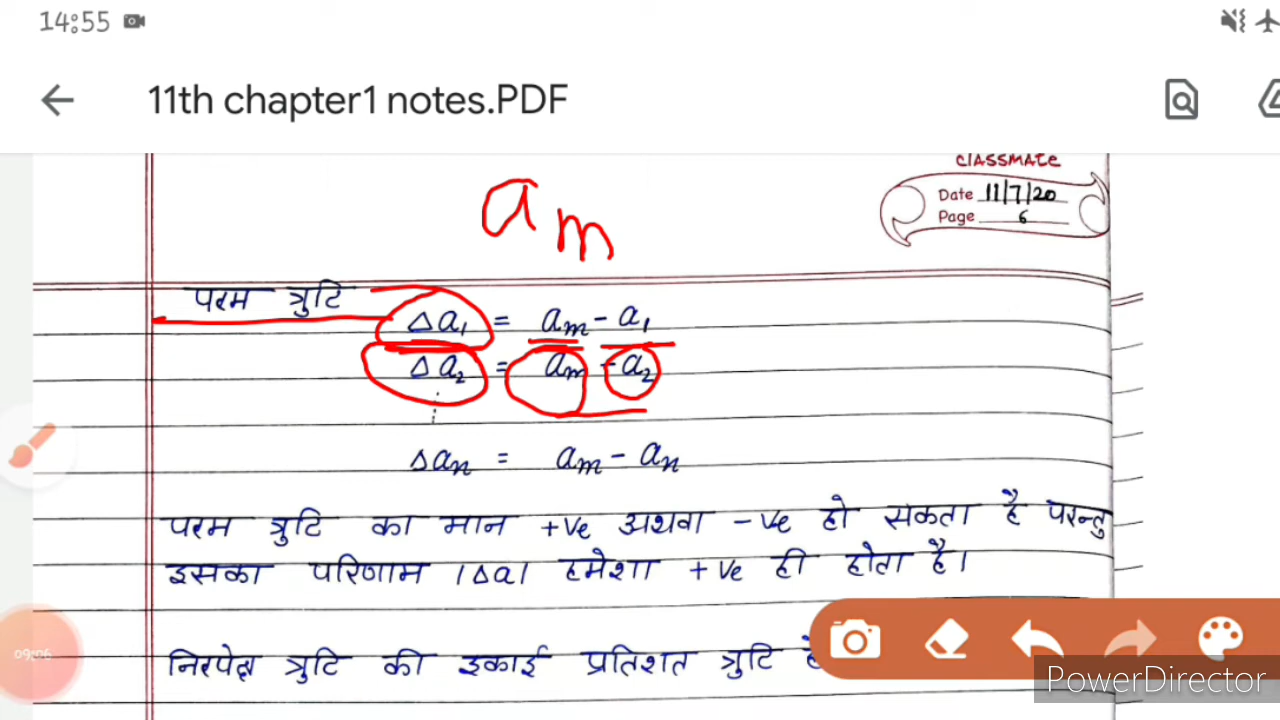 14:55
11th chapter1 notes.PDF
CLASSMATE
Date 11/7/20
Page 6
am
परम त्रुटि Δa₁ = am - a₁
Δa₂ = am - a₂
Δan = am - an
परम त्रुटि का मान +ve अथवा -ve हो सकता है परन्तु
इसका परिणाम |Δa| हमेशा +ve ही होता है।
निरपेक्ष त्रुटि की इकाई प्रतिशत त्रुटि है
09:06
PowerDirector